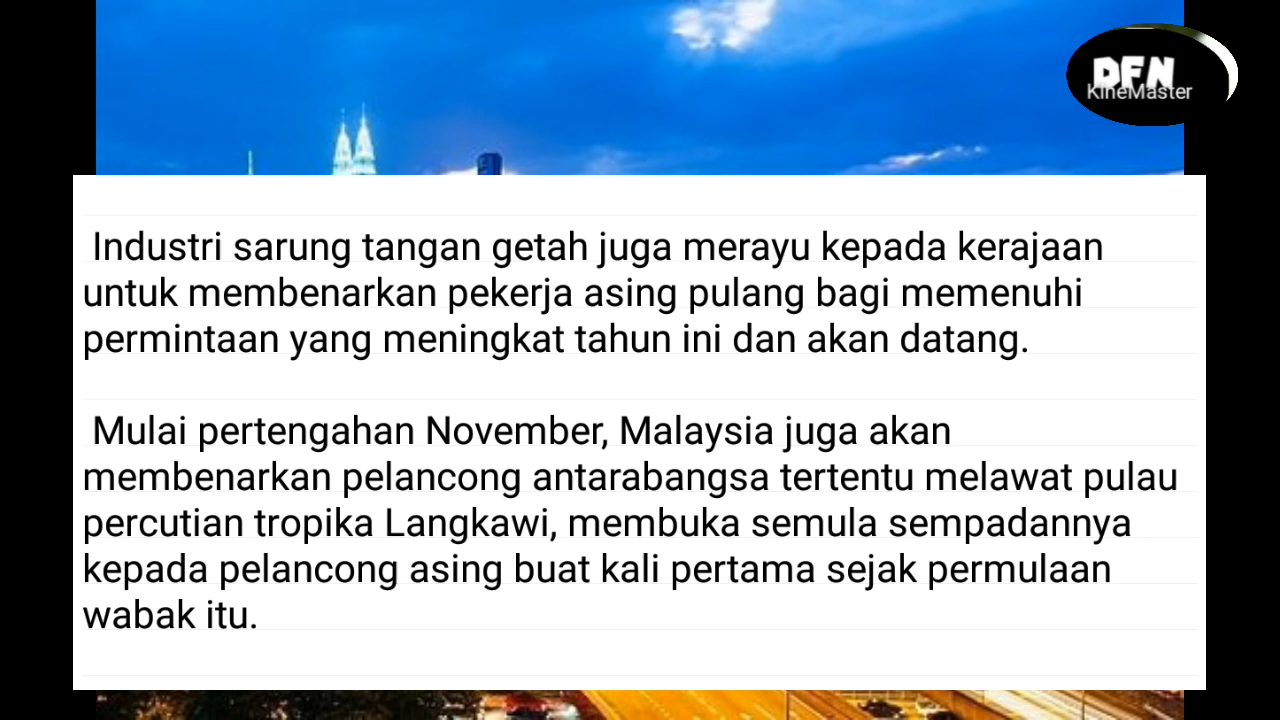 DFN
KineMaster
Industri sarung tangan getah juga merayu kepada kerajaan
untuk membenarkan pekerja asing pulang bagi memenuhi
permintaan yang meningkat tahun ini dan akan datang.
Mulai pertengahan November, Malaysia juga akan
membenarkan pelancong antarabangsa tertentu melawat pulau
percutian tropika Langkawi, membuka semula sempadannya
kepada pelancong asing buat kali pertama sejak permulaan
wabak itu.